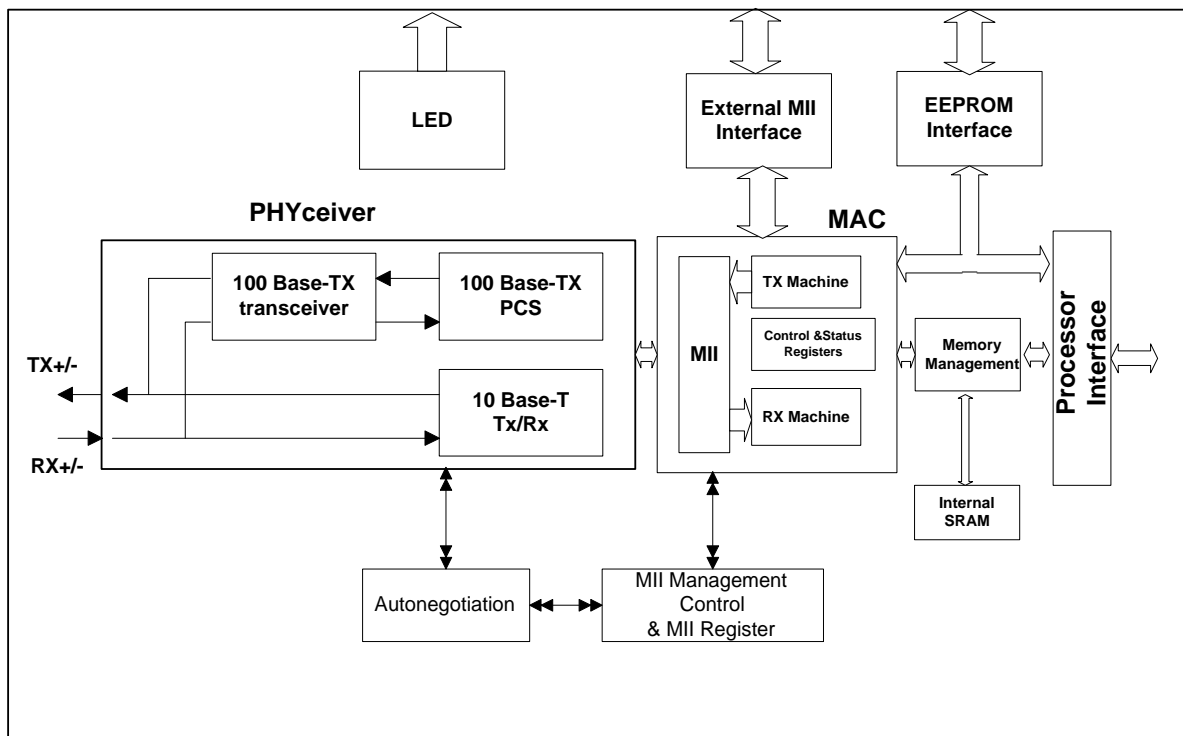 LED
External MII
Interface
EEPROM
Interface
PHYceiver
MAC
100 Base-TX
transceiver
100 Base-TX
PCS
TX Machine
MII
Control &Status
Registers
Memory
Management
Processor
Interface
TX+/-
10 Base-T
Tx/Rx
RX Machine
RX+/-
Internal
SRAM
Autonegotiation
MII Management
Control
& MII Register